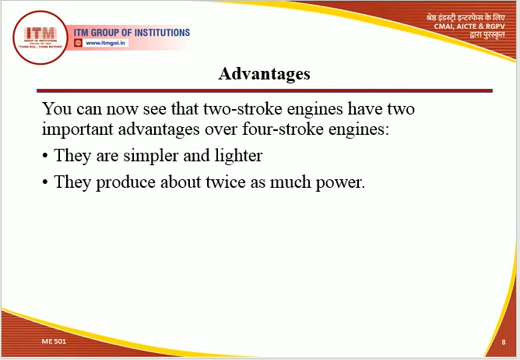 ITM
ITM GROUP OF INSTITUTIONS
www.itmgoi.in
श्रेष्ठ इंडस्ट्री इन्टरफेस के लिए
CMAI, AICTE & RGPV
द्वारा पुरस्कृत
Advantages
You can now see that two-stroke engines have two
important advantages over four-stroke engines:
• They are simpler and lighter
• They produce about twice as much power.
ME 501
8